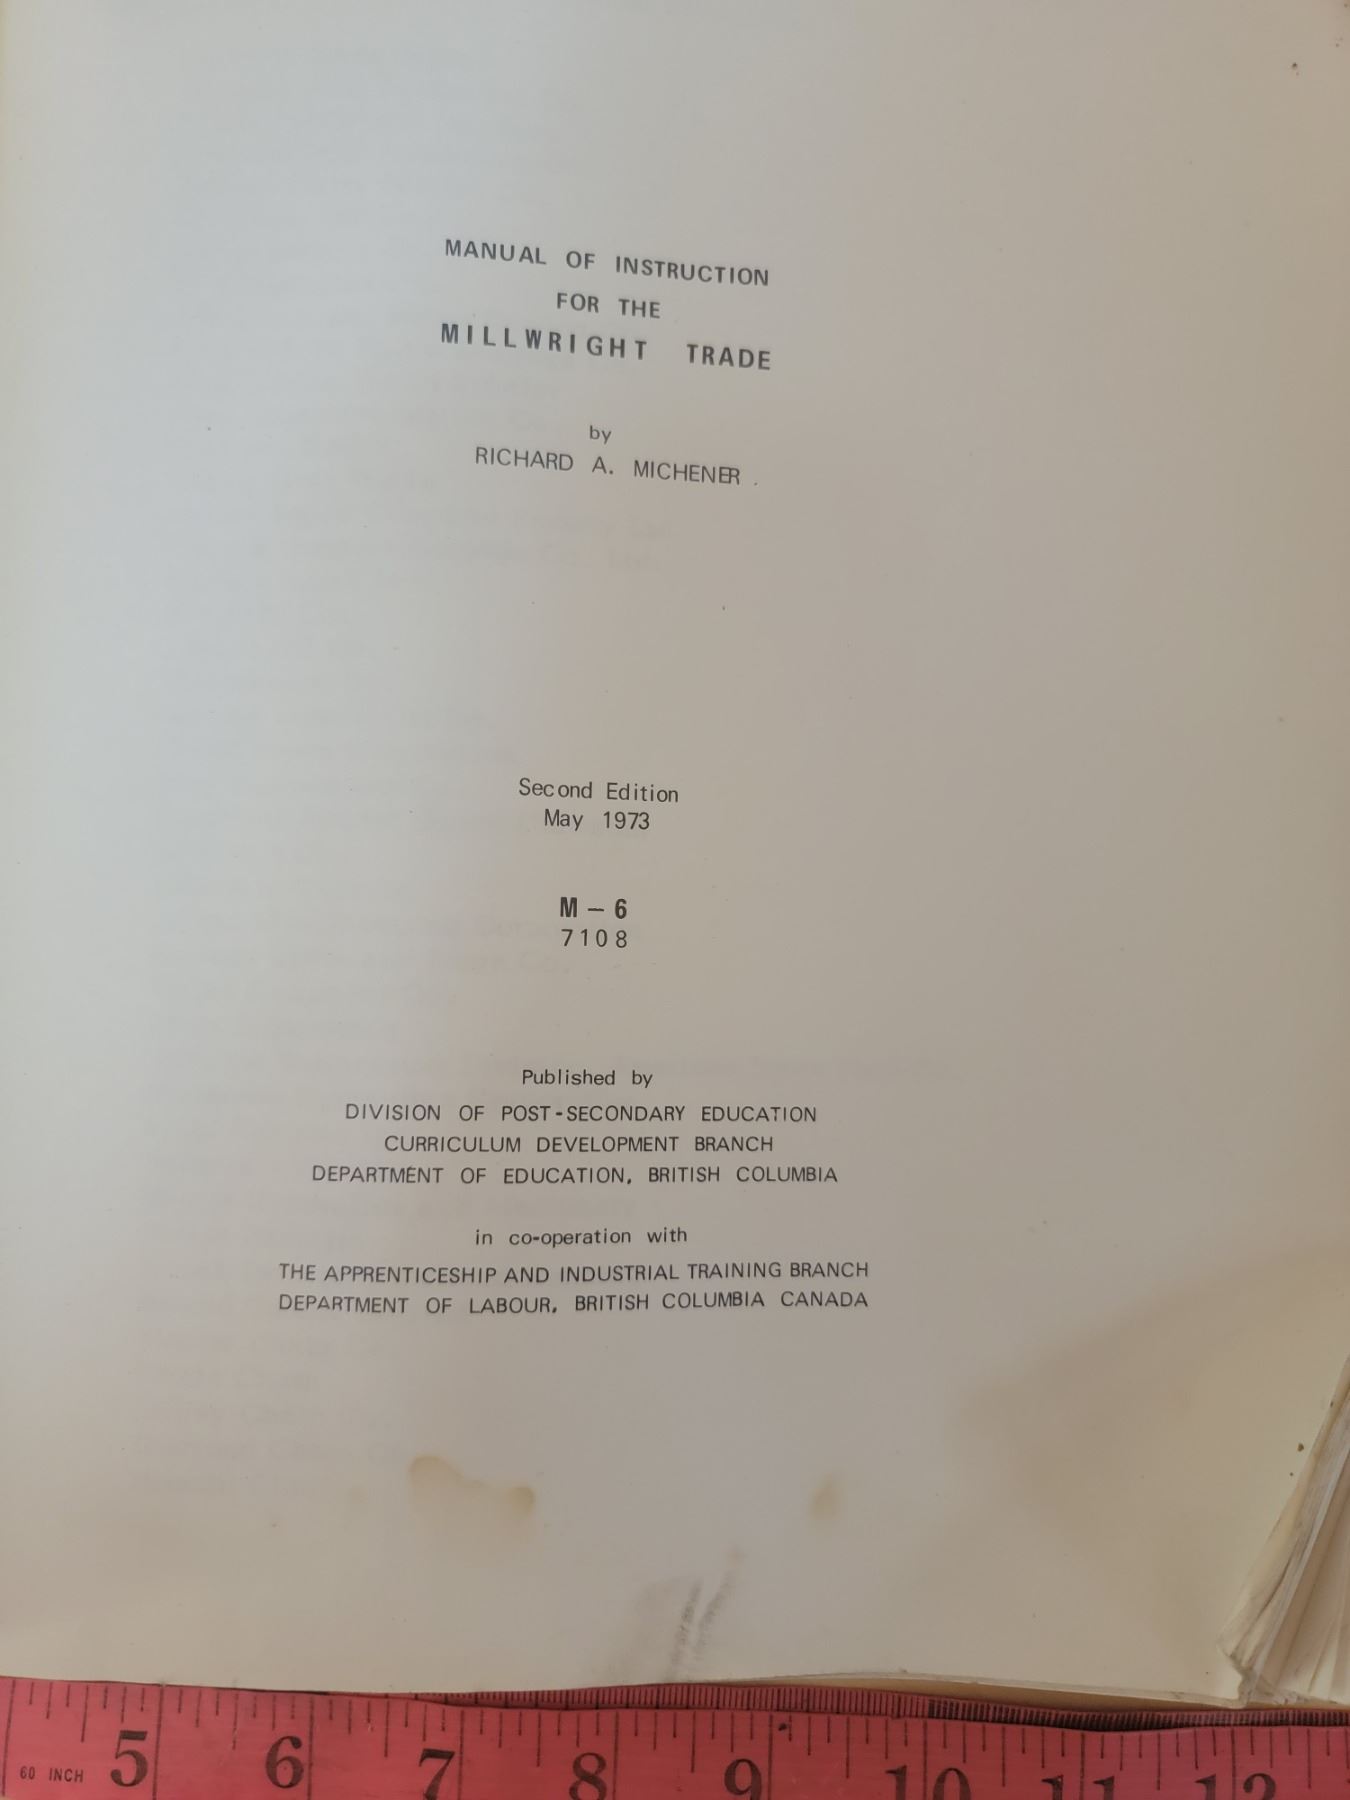 MANUAL OF INSTRUCTION
FOR THE
MILLWRIGHT TRADE
by
RICHARD A. MICHENER .
Second Edition
May 1973
M - 6
7108
Published by
DIVISION OF POST-SECONDARY EDUCATION
CURRICULUM DEVELOPMENT BRANCH
DEPARTMENT OF EDUCATION, BRITISH COLUMBIA
in co-operation with
THE APPRENTICESHIP AND INDUSTRIAL TRAINING BRANCH
DEPARTMENT OF LABOUR, BRITISH COLUMBIA CANADA
60 INCH 5 6 7 8 9 10 11 12